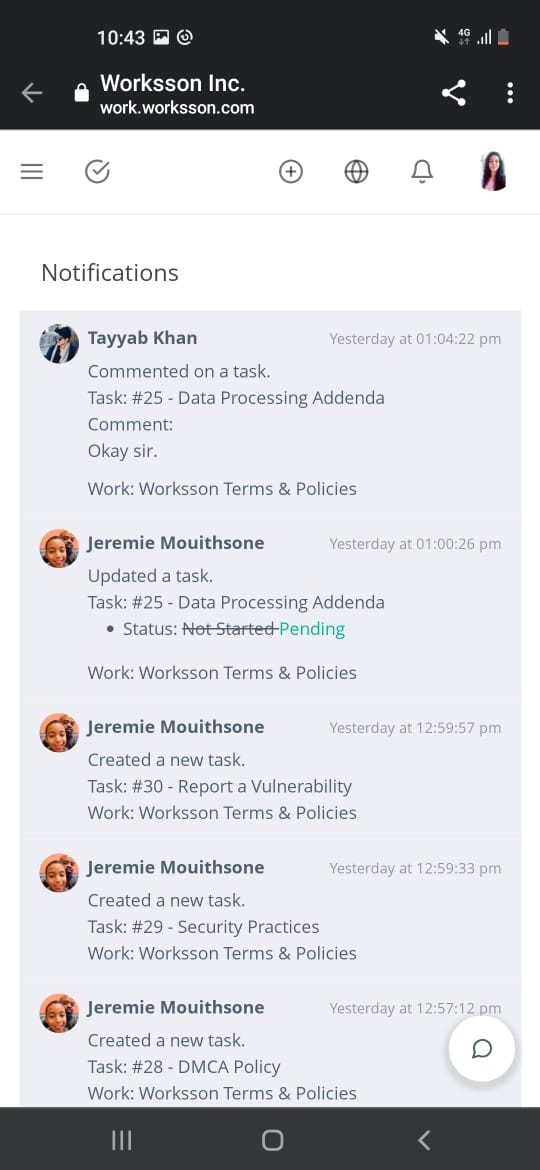 10:43
4G
Worksson Inc.
work.worksson.com
Notifications
Tayyab Khan Yesterday at 01:04:22 pm
Commented on a task.
Task: #25 - Data Processing Addenda
Comment:
Okay sir.
Work: Worksson Terms & Policies
Jeremie Mouithsone Yesterday at 01:00:26 pm
Updated a task.
Task: #25 - Data Processing Addenda
• Status: Not Started Pending
Work: Worksson Terms & Policies
Jeremie Mouithsone Yesterday at 12:59:57 pm
Created a new task.
Task: #30 - Report a Vulnerability
Work: Worksson Terms & Policies
Jeremie Mouithsone Yesterday at 12:59:33 pm
Created a new task.
Task: #29 - Security Practices
Work: Worksson Terms & Policies
Jeremie Mouithsone Yesterday at 12:57:12 pm
Created a new task.
Task: #28 - DMCA Policy
Work: Worksson Terms & Policies